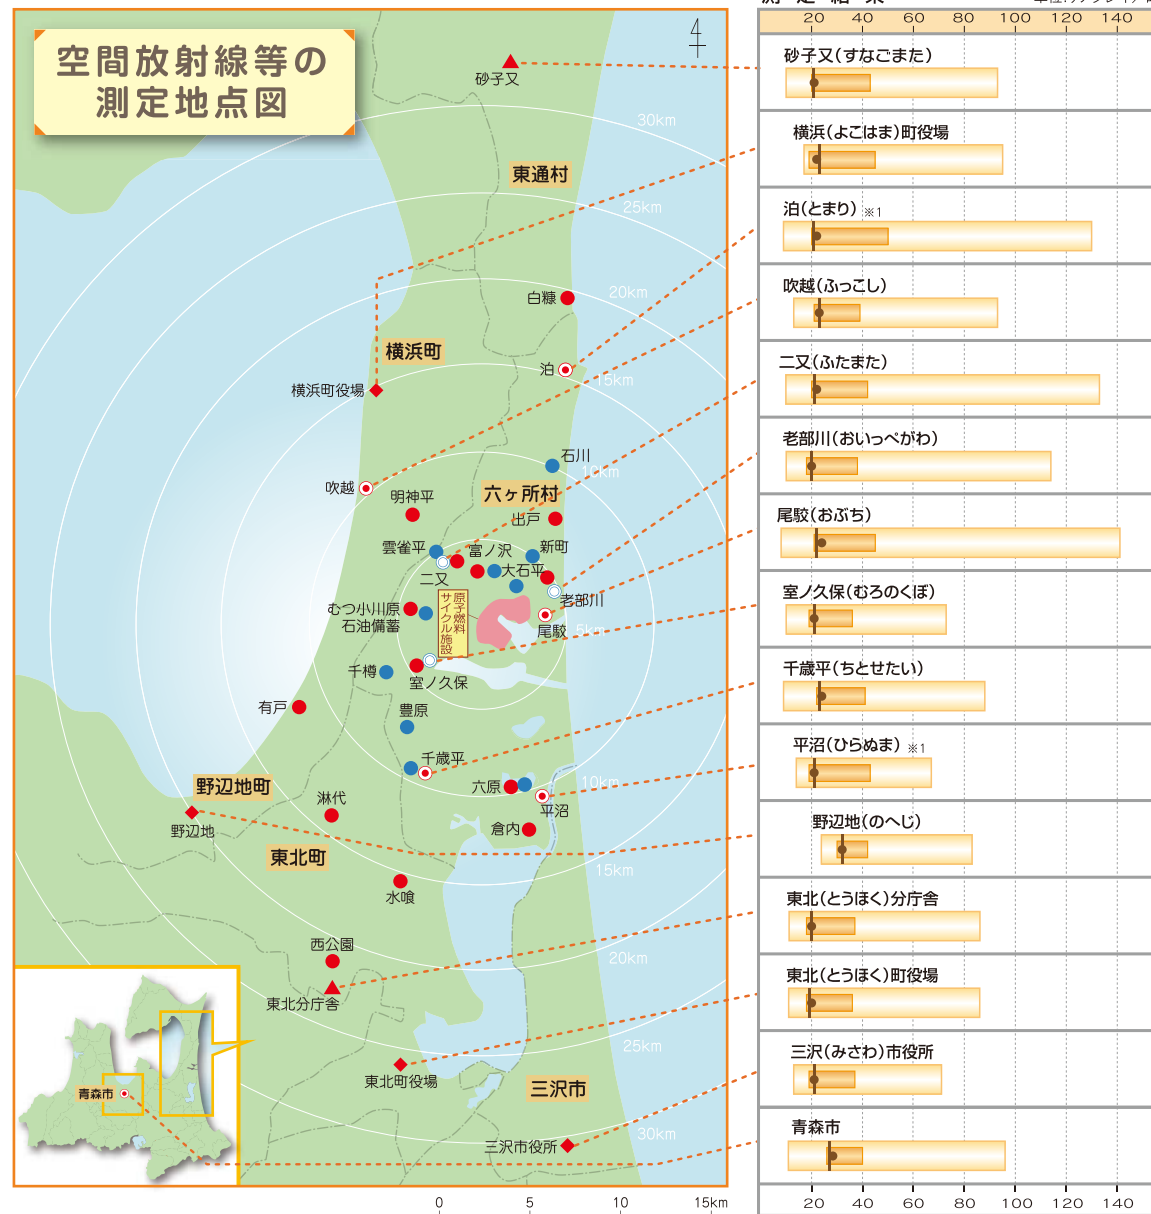 空間放射線等の
測定地点図
砂子又
30km
東通村
25km
20km
白糠
横浜町
泊
15km
横浜町役場
石川
10km
吹越
明神平
六ヶ所村
出戸
雲雀平
富ノ沢
新町
二又
大石平
老部川
むつ小川原
石油備蓄
原子燃料
サイクル施設
尾駮
5km
千樽
室ノ久保
有戸
豊原
千歳平
野辺地町
淋代
六原
10km
平沼
野辺地
倉内
東北町
15km
水喰
西公園
20km
東北分庁舎
25km
東北町役場
三沢市
30km
三沢市役所
青森市
0 5 10 15km
20 40 60 80 100 120 140
砂子又(すなごまた)
横浜(よこはま)町役場
泊(とまり) ※1
吹越(ふっこし)
二又(ふたまた)
老部川(おいっぺがわ)
尾駮(おぶち)
室ノ久保(むろのくぼ)
千歳平(ちとせたい)
平沼(ひらぬま) ※1
野辺地(のへじ)
東北(とうほく)分庁舎
東北(とうほく)町役場
三沢(みさわ)市役所
青森市
20 40 60 80 100 120 140